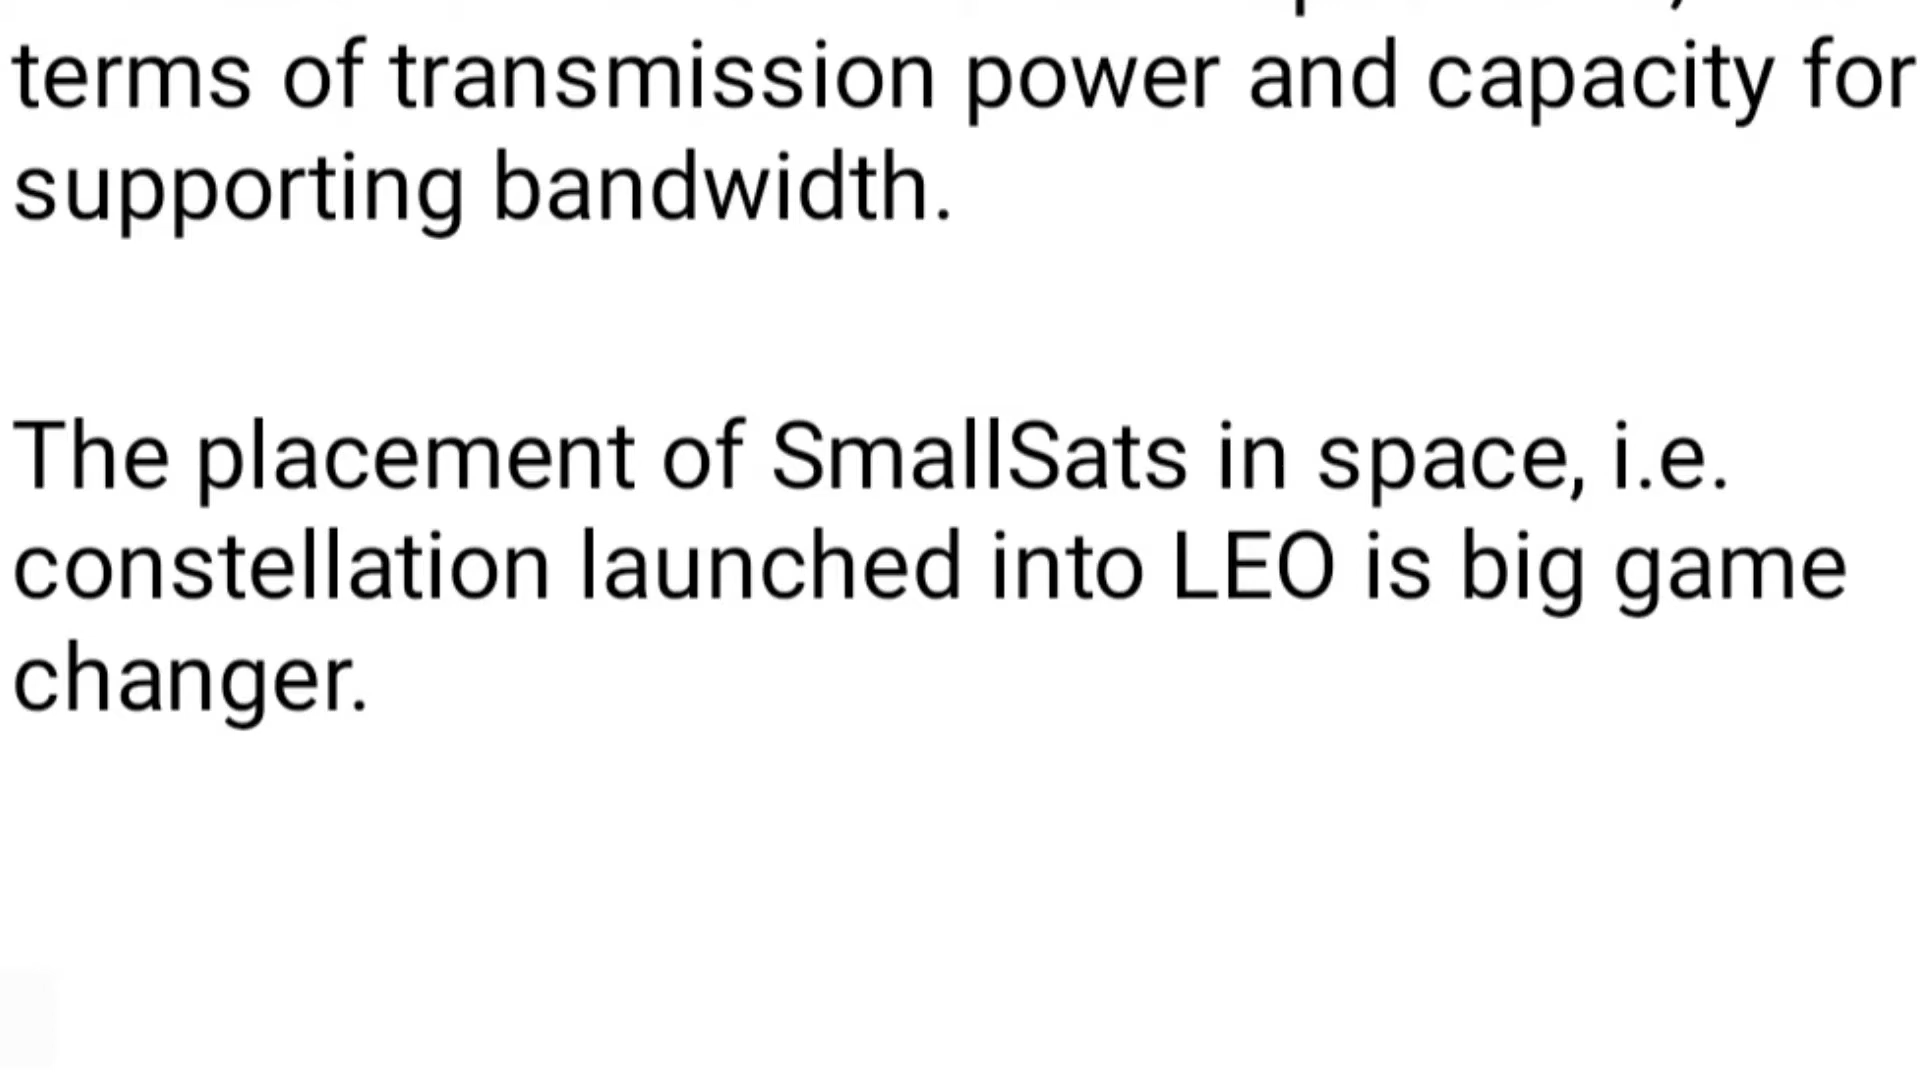 terms of transmission power and capacity for
supporting bandwidth.
The placement of SmallSats in space, i.e.
constellation launched into LEO is big game
changer.